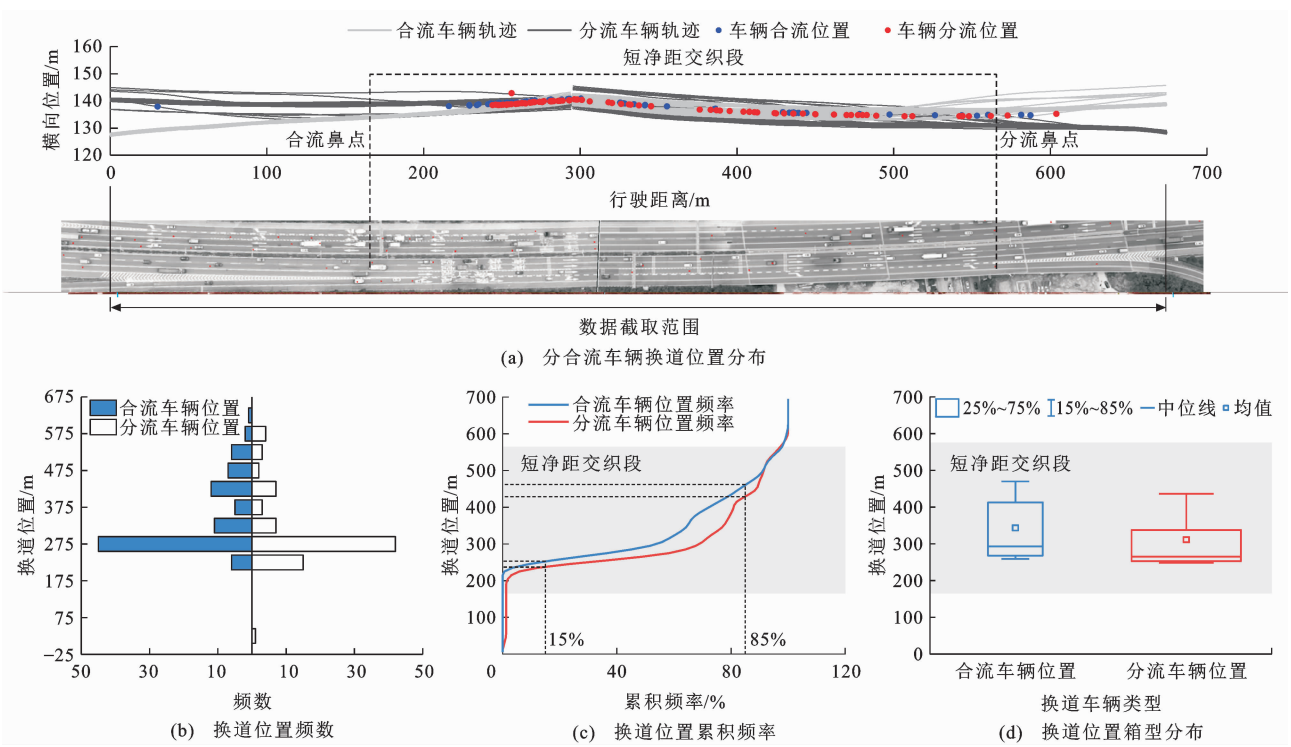 合流车辆轨迹 分流车辆轨迹 车辆合流位置 车辆分流位置
短净距交织段
横向位置/m
160
150
140
130
120
合流鼻点
分流鼻点
0 100 200 300 400 500 600 700
行驶距离/m
数据截取范围
(a) 分合流车辆换道位置分布
换道位置/m
675
575
475
375
275
175
75
−25
合流车辆位置
分流车辆位置
50 30 10 10 30 50
频数
(b) 换道位置频数
换道位置/m
700
600
500
400
300
200
100
合流车辆位置频率
分流车辆位置频率
短净距交织段
15% 85%
0 40 80 120
累积频率/%
(c) 换道位置累积频率
换道位置/m
700
600
500
400
300
200
100
0
25%~75% 15%~85% 中位线 均值
短净距交织段
合流车辆位置 分流车辆位置
换道车辆类型
(d) 换道位置箱型分布